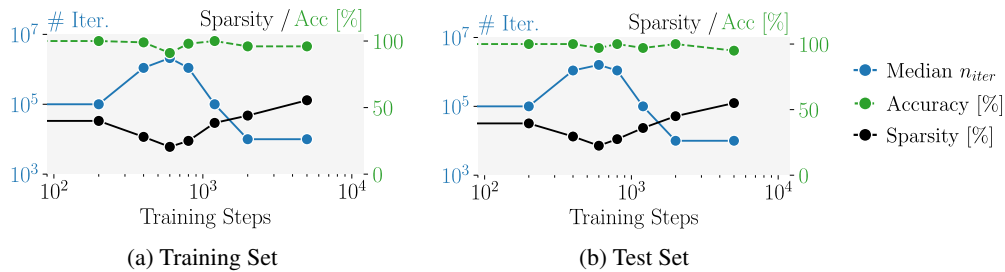 # Iter.
Sparsity / Acc [%]
10^7
10^5
10^3
100
50
0
10^2
10^3
10^4
Training Steps
(a) Training Set
# Iter.
Sparsity / Acc [%]
10^7
10^5
10^3
100
50
0
10^2
10^3
10^4
Training Steps
(b) Test Set
Median n_iter
Accuracy [%]
Sparsity [%]